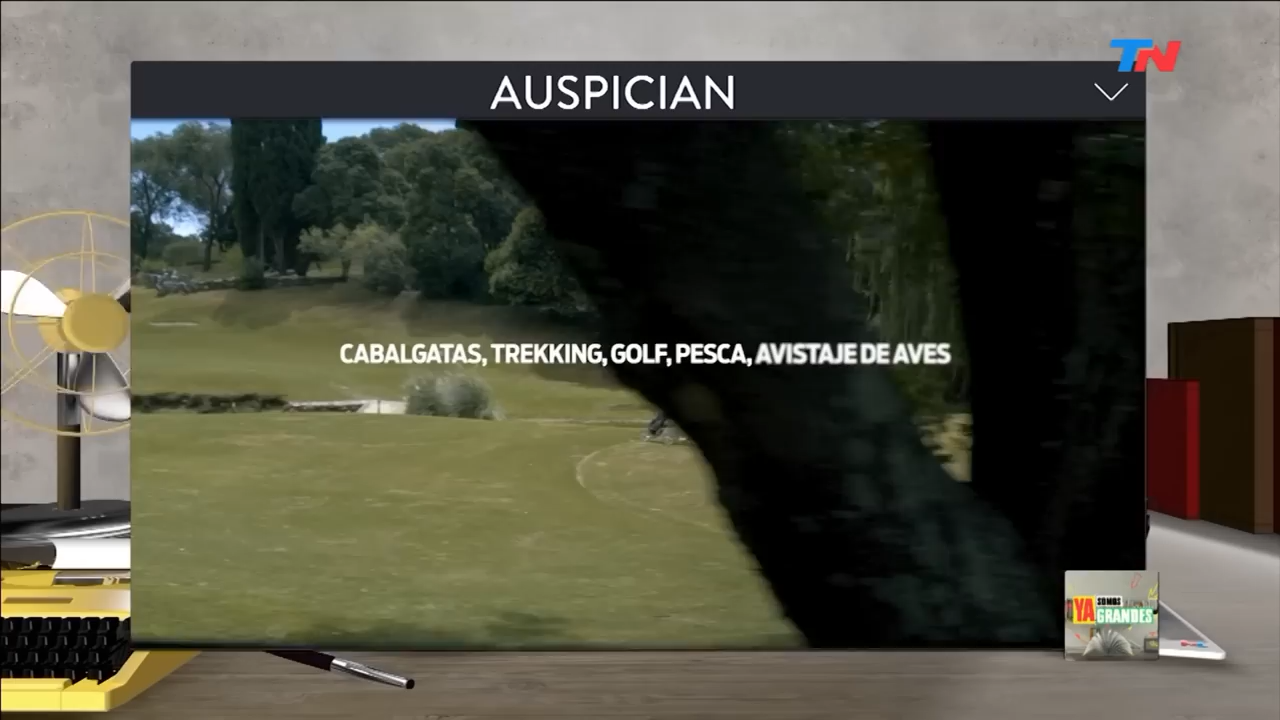 TN
AUSPICIAN
CABALGATAS, TREKKING, GOLF, PESCA, AVISTAJE DE AVES
YA
SOMOS
GRANDES